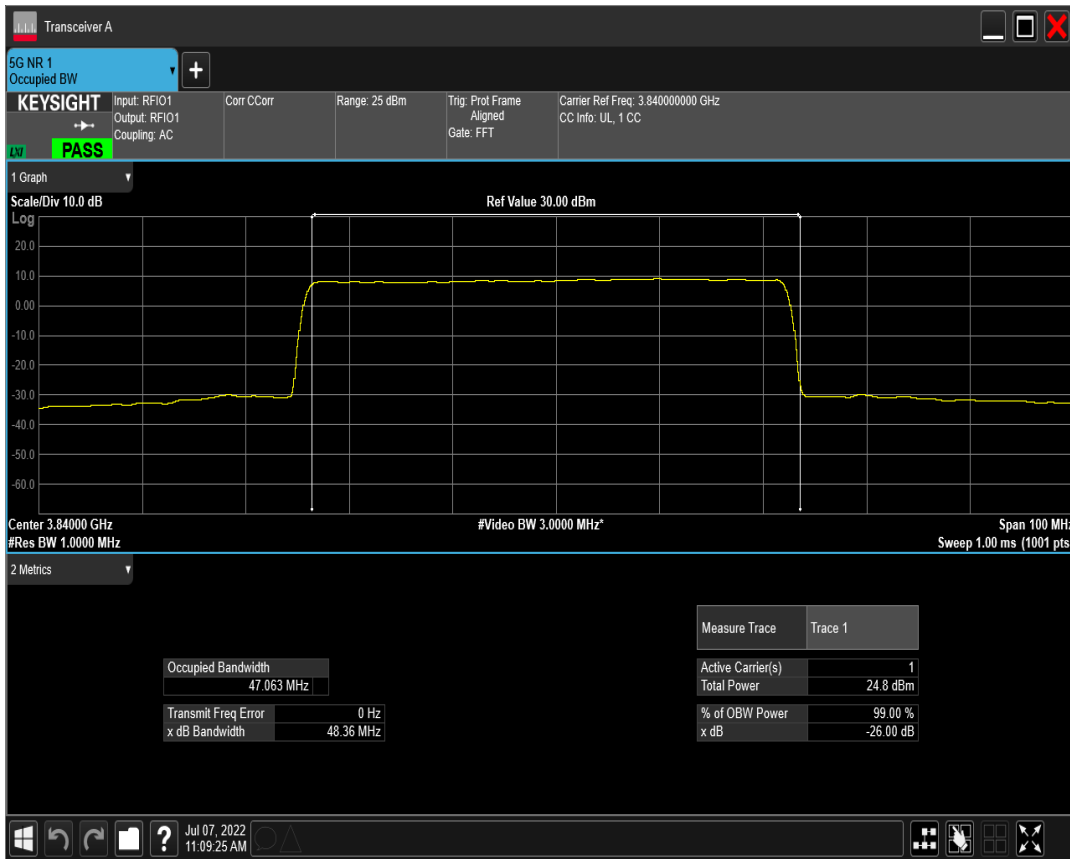 Transceiver A
5G NR 1
Occupied BW
KEYSIGHT
LXI
PASS
Input: RFIO1
Output: RFIO1
Coupling: AC
Corr CCorr
Range: 25 dBm
Trig: Prot Frame
Aligned
Gate: FFT
Carrier Ref Freq: 3.840000000 GHz
CC Info: UL, 1 CC
1 Graph
Scale/Div 10.0 dB
Ref Value 30.00 dBm
Log
20.0
10.0
0.00
-10.0
-20.0
-30.0
-40.0
-50.0
-60.0
Center 3.84000 GHz
#Video BW 3.0000 MHz*
Span 100 MHz
#Res BW 1.0000 MHz
Sweep 1.00 ms (1001 pts
2 Metrics
Measure Trace Trace 1
Occupied Bandwidth
47.063 MHz
Active Carrier(s) 1
Total Power 24.8 dBm
Transmit Freq Error 0 Hz
x dB Bandwidth 48.36 MHz
% of OBW Power 99.00 %
x dB -26.00 dB
?
Jul 07, 2022
11:09:25 AM